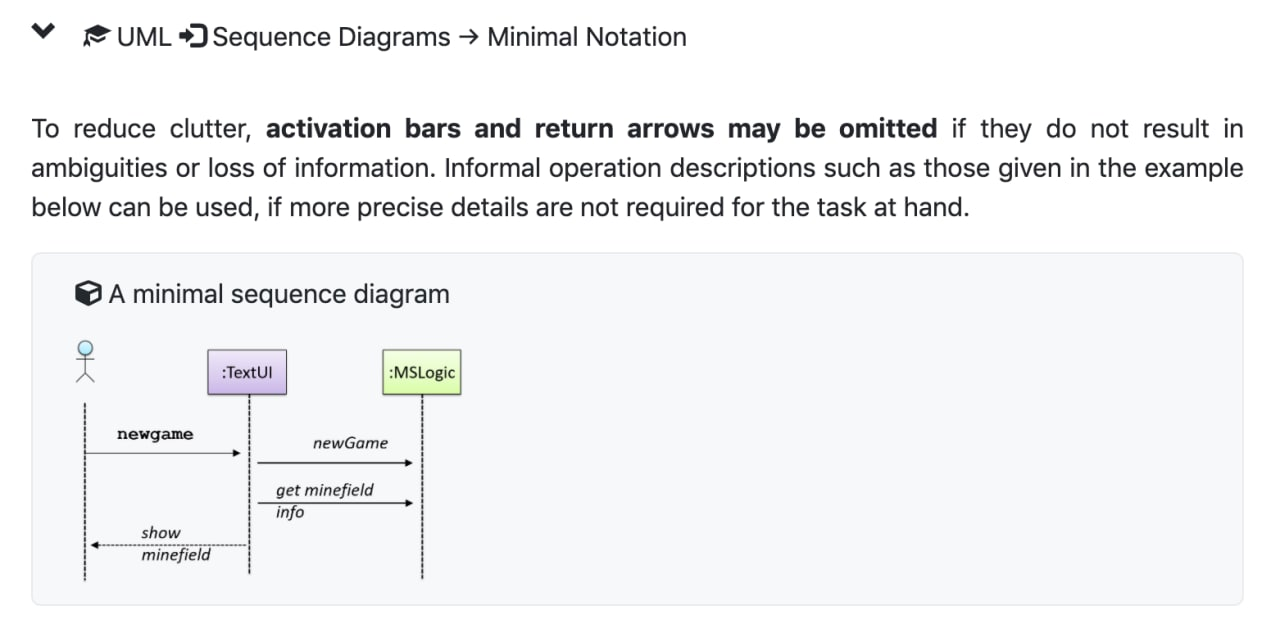 UML Sequence Diagrams → Minimal Notation
To reduce clutter, activation bars and return arrows may be omitted if they do not result in
ambiguities or loss of information. Informal operation descriptions such as those given in the example
below can be used, if more precise details are not required for the task at hand.
A minimal sequence diagram
:TextUI
:MSLogic
newgame
newGame
get minefield
info
show
minefield